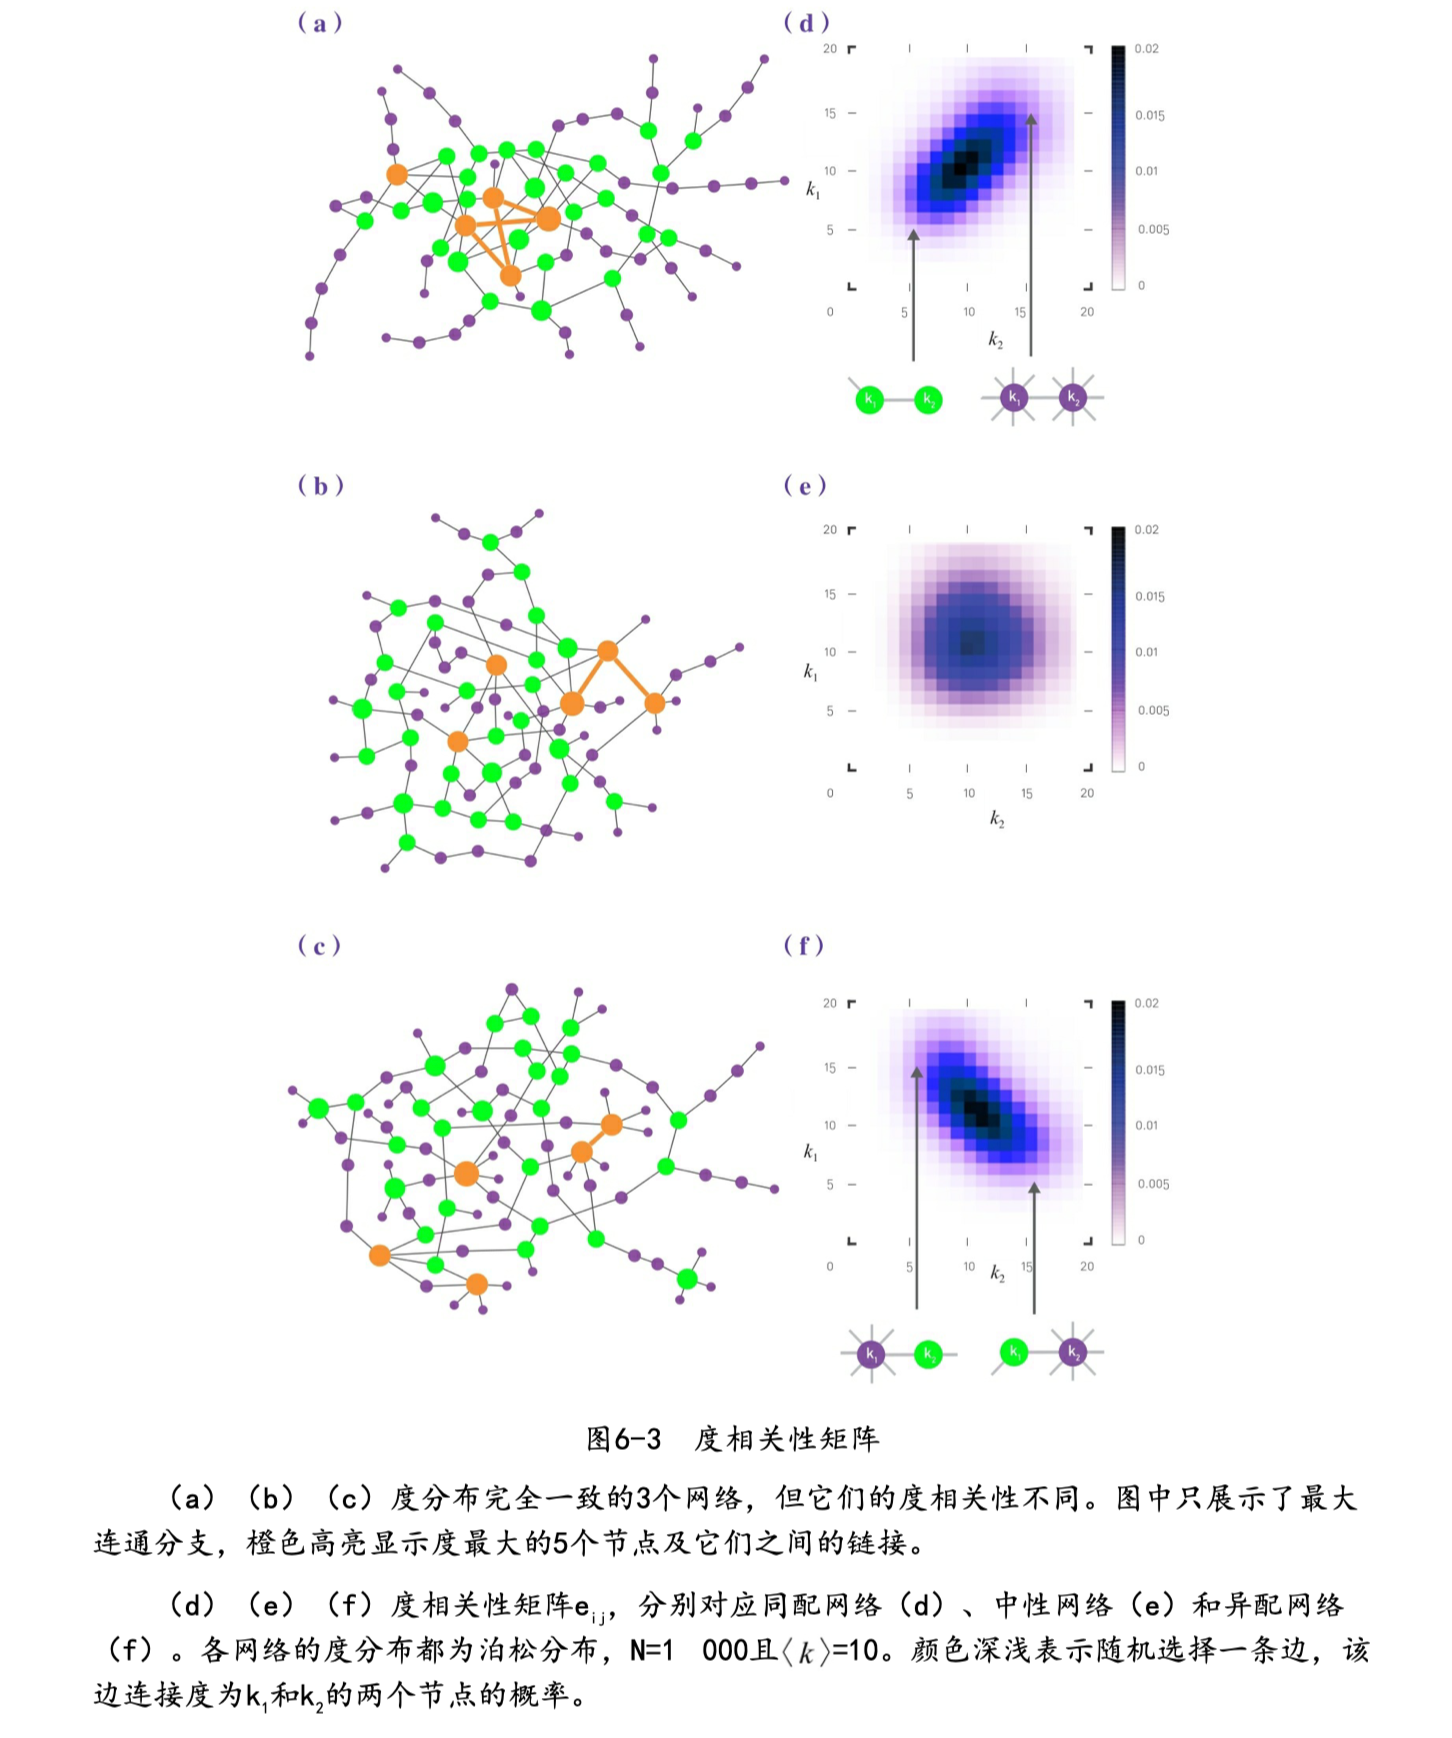 (a)
(d)
20
15
10
5
0
k₁
5
10
15
20
k₂
0.02
0.015
0.01
0.005
0
k₁
k₂
k₁
k₂
(b)
(e)
20
15
10
5
0
k₁
5
10
15
20
k₂
0.02
0.015
0.01
0.005
0
(c)
(f)
20
15
10
5
0
k₁
5
10
15
20
k₂
0.02
0.015
0.01
0.005
0
k₁
k₂
k₁
k₂
图6-3 度相关性矩阵
（a）（b）（c）度分布完全一致的3个网络，但它们的度相关性不同。图中只展示了最大
连通分支，橙色高亮显示度最大的5个节点及它们之间的链接。
（d）（e）（f）度相关性矩阵eᵢⱼ，分别对应同配网络（d）、中性网络（e）和异配网络
（f）。各网络的度分布都为泊松分布，N=1 000且⟨k⟩=10。颜色深浅表示随机选择一条边，该
边连接度为k₁和k₂的两个节点的概率。